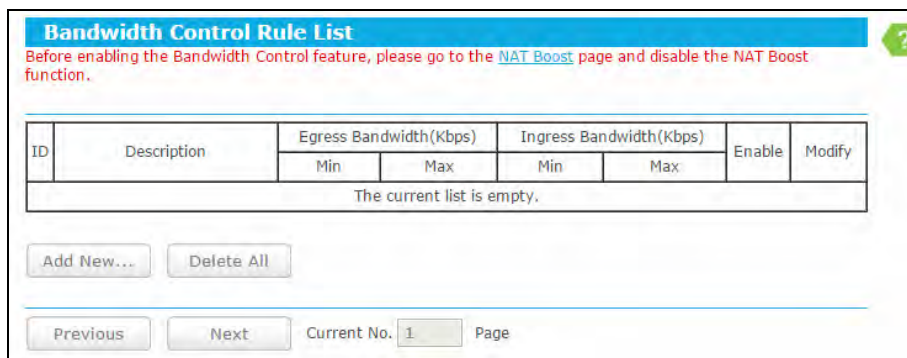 Bandwidth Control Rule List
?
Before enabling the Bandwidth Control feature, please go to the NAT Boost page and disable the NAT Boost
function.
ID Description Egress Bandwidth(Kbps) Ingress Bandwidth(Kbps) Enable Modify
Min Max Min Max
The current list is empty.
Add New... Delete All
Previous Next Current No. 1 Page